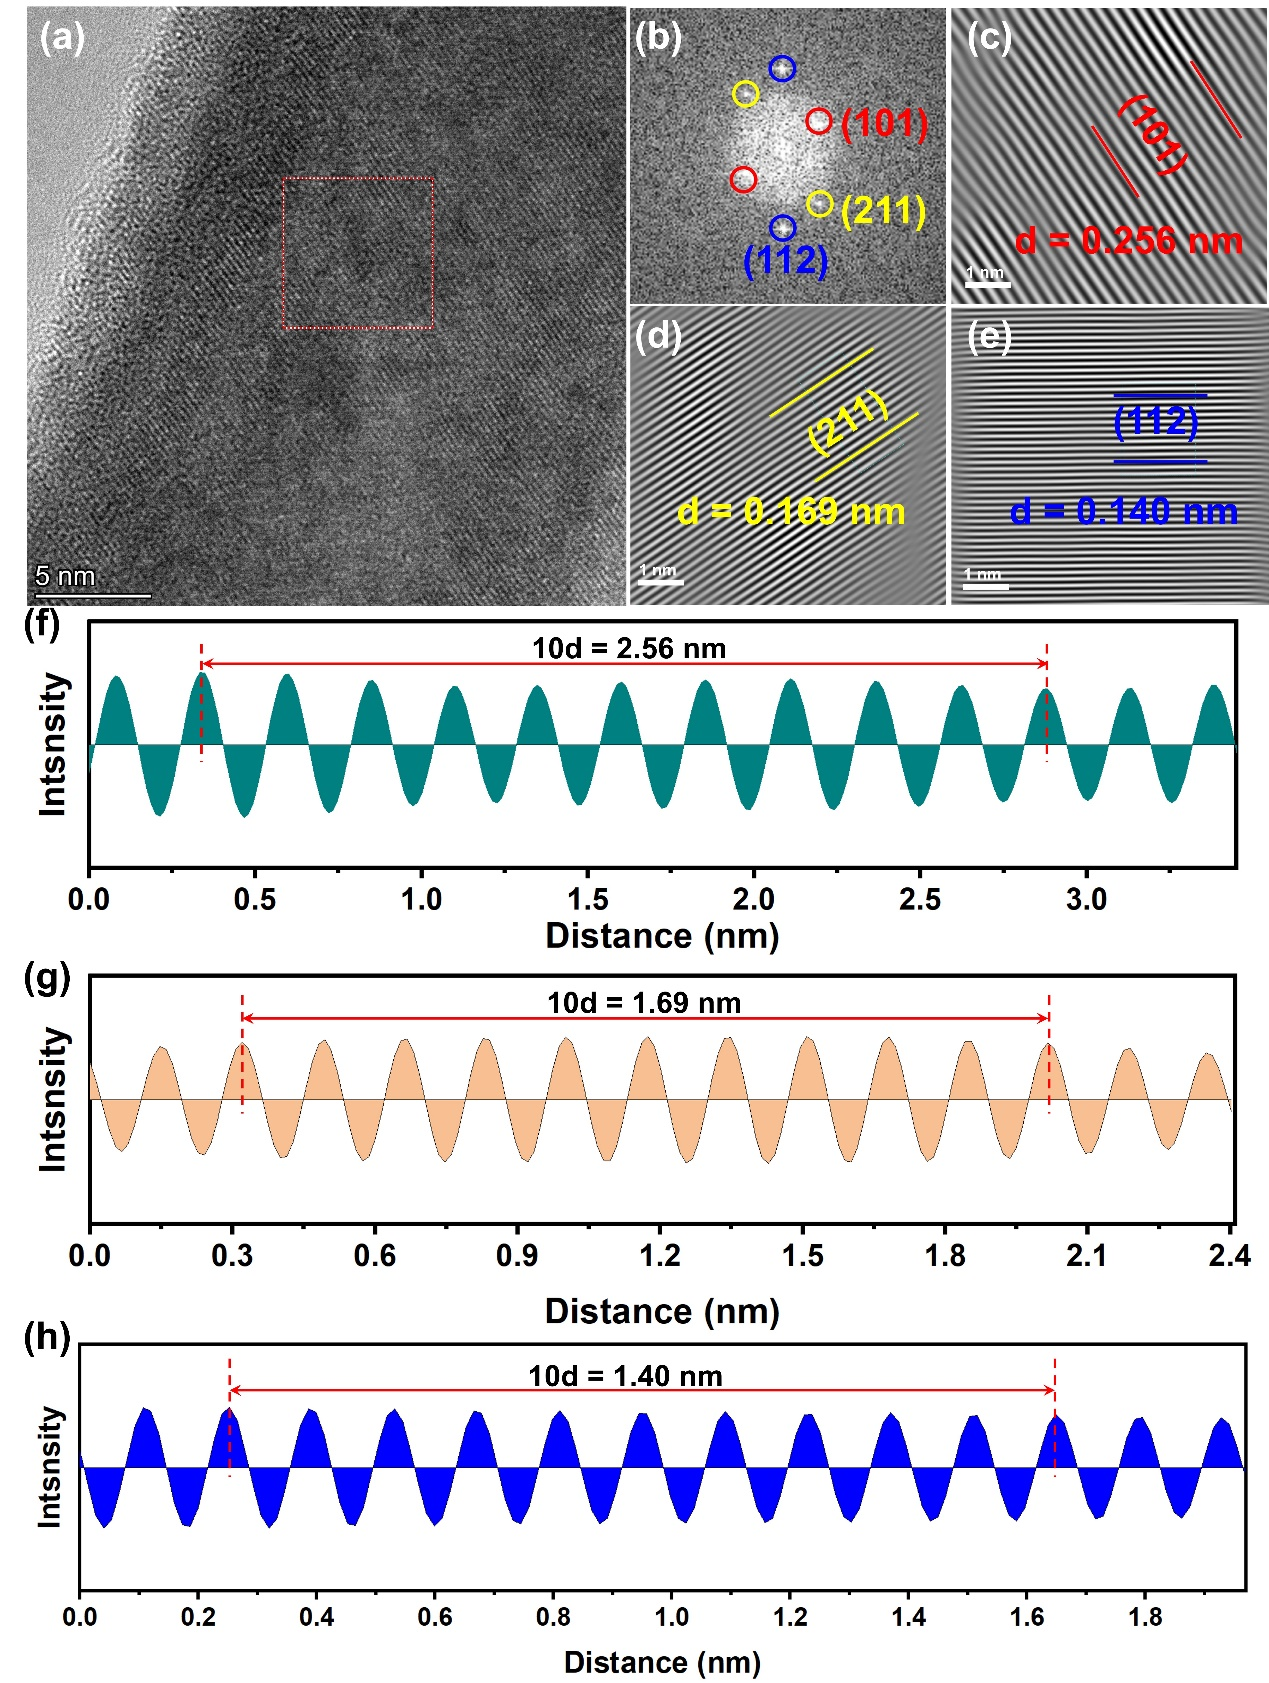 (a)
5 nm
(b)
(101)
(211)
(112)
(c)
(101)
d = 0.256 nm
1 nm
(d)
(211)
d = 0.169 nm
1 nm
(e)
(112)
d = 0.140 nm
1 nm
(f)
10d = 2.56 nm
Intsnsity
0.0 0.5 1.0 1.5 2.0 2.5 3.0
Distance (nm)
(g)
10d = 1.69 nm
Intsnsity
0.0 0.3 0.6 0.9 1.2 1.5 1.8 2.1 2.4
Distance (nm)
(h)
10d = 1.40 nm
Intsnsity
0.0 0.2 0.4 0.6 0.8 1.0 1.2 1.4 1.6 1.8
Distance (nm)